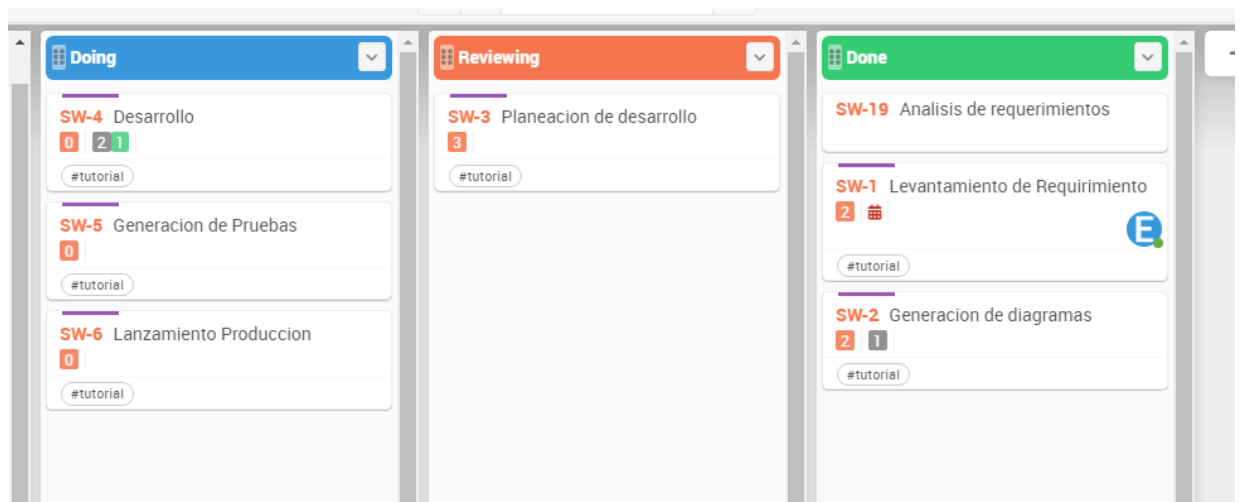 Doing
SW-4 Desarrollo
0 2 1
#tutorial
SW-5 Generacion de Pruebas
0
#tutorial
SW-6 Lanzamiento Produccion
0
#tutorial
Reviewing
SW-3 Planeacion de desarrollo
3
#tutorial
Done
SW-19 Analisis de requerimientos
SW-1 Levantamiento de Requirimiento
2
E
#tutorial
SW-2 Generacion de diagramas
2 1
#tutorial